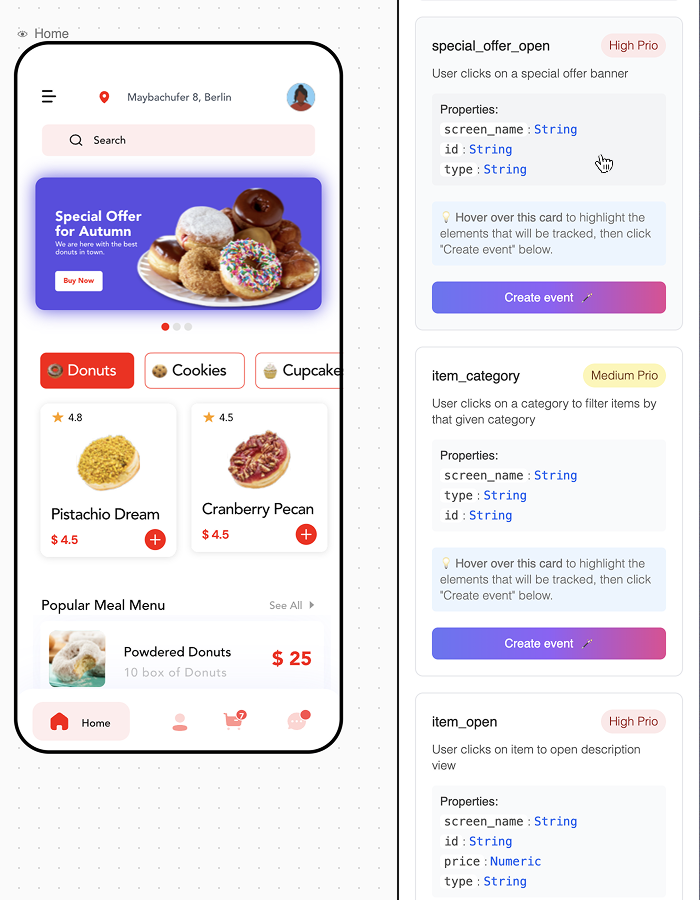 Home
Maybachufer 8, Berlin
Search
Special Offer
for Autumn
We are here with the best
donuts in town.
Buy Now
Donuts
Cookies
Cupcake
4.8
4.5
Pistachio Dream
Cranberry Pecan
$ 4.5
$ 4.5
Popular Meal Menu
See All
Powdered Donuts
10 box of Donuts
$ 25
Home
7
special_offer_open
High Prio
User clicks on a special offer banner
Properties:
screen_name : String
id : String
type : String
Hover over this card to highlight the
elements that will be tracked, then click
"Create event" below.
Create event
item_category
Medium Prio
User clicks on a category to filter items by
that given category
Properties:
screen_name : String
type : String
id : String
Hover over this card to highlight the
elements that will be tracked, then click
"Create event" below.
Create event
item_open
High Prio
User clicks on item to open description
view
Properties:
screen_name : String
id : String
price : Numeric
type : String